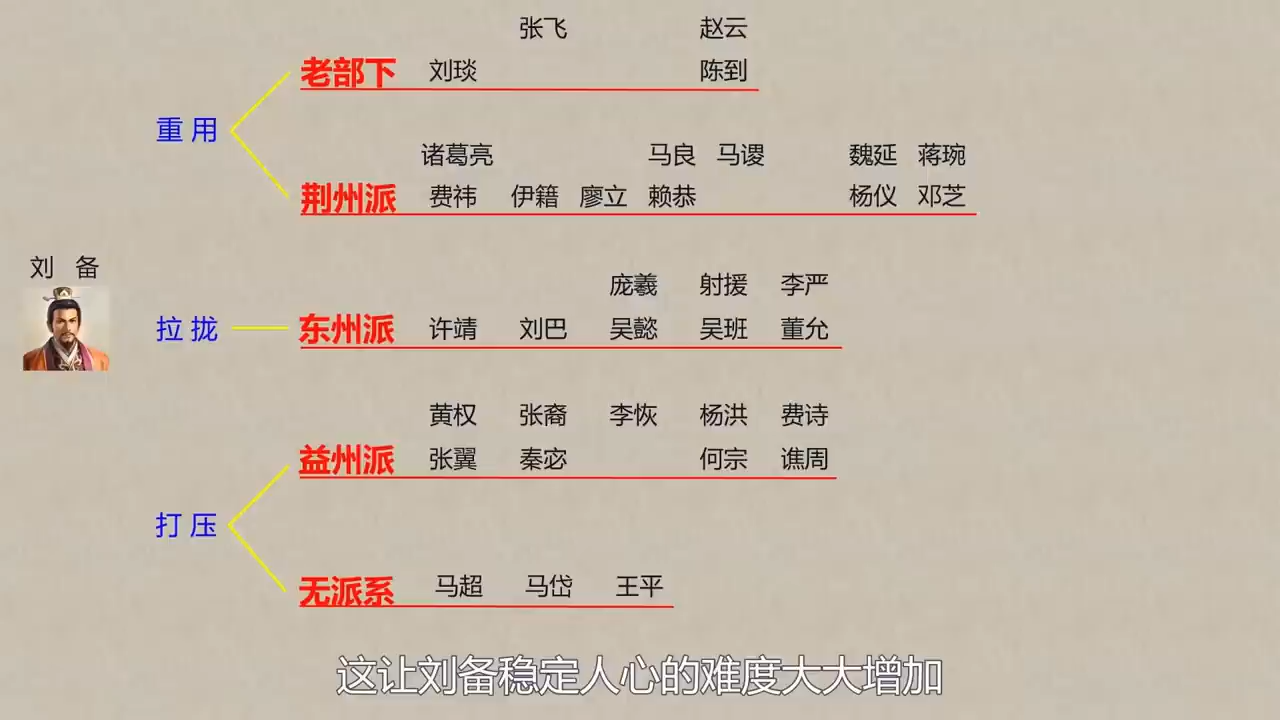 张飞 赵云
老部下 刘琰 陈到
重用
诸葛亮 马良 马谡 魏延 蒋琬
荆州派 费祎 伊籍 廖立 赖恭 杨仪 邓芝
刘备
庞羲 射援 李严
拉拢 东州派 许靖 刘巴 吴懿 吴班 董允
黄权 张裔 李恢 杨洪 费诗
益州派 张翼 秦宓 何宗 谯周
打压
无派系 马超 马岱 王平
这让刘备稳定人心的难度大大增加